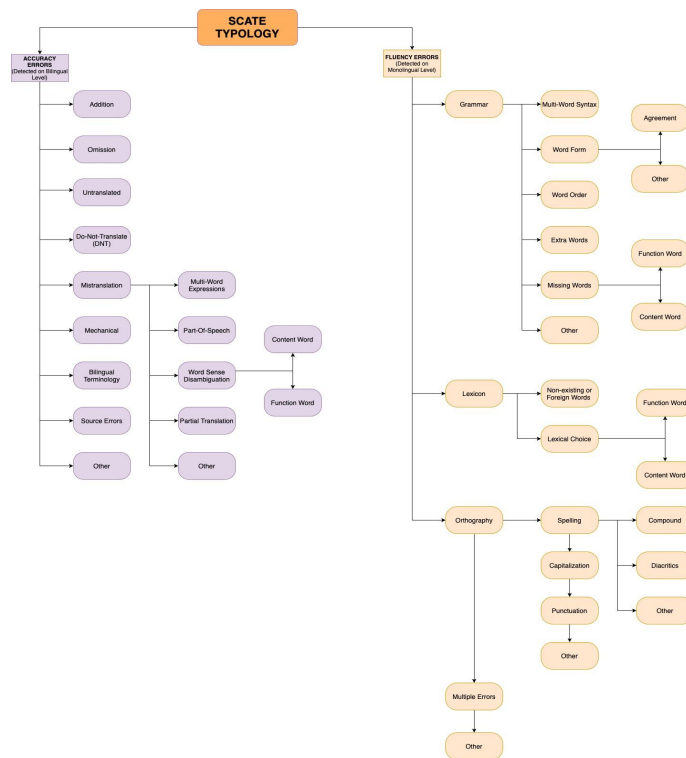 SCATE
TYPOLOGY
ACCURACY
ERRORS
(Detected on Bilingual
Level)
Addition
Omission
Untranslated
Do-Not-Translate
(DNT)
Mistranslation
Multi-Word
Expressions
Part-Of-Speech
Word Sense
Disambiguation
Content Word
Function Word
Partial Translation
Other
Mechanical
Bilingual
Terminology
Source Errors
Other
FLUENCY ERRORS
(Detected on
Monolingual Level)
Grammar
Multi-Word Syntax
Word Form
Agreement
Other
Word Order
Extra Words
Missing Words
Function Word
Content Word
Other
Lexicon
Non-existing or
Foreign Words
Lexical Choice
Function Word
Content Word
Orthography
Spelling
Compound
Diacritics
Other
Capitalization
Punctuation
Other
Multiple Errors
Other